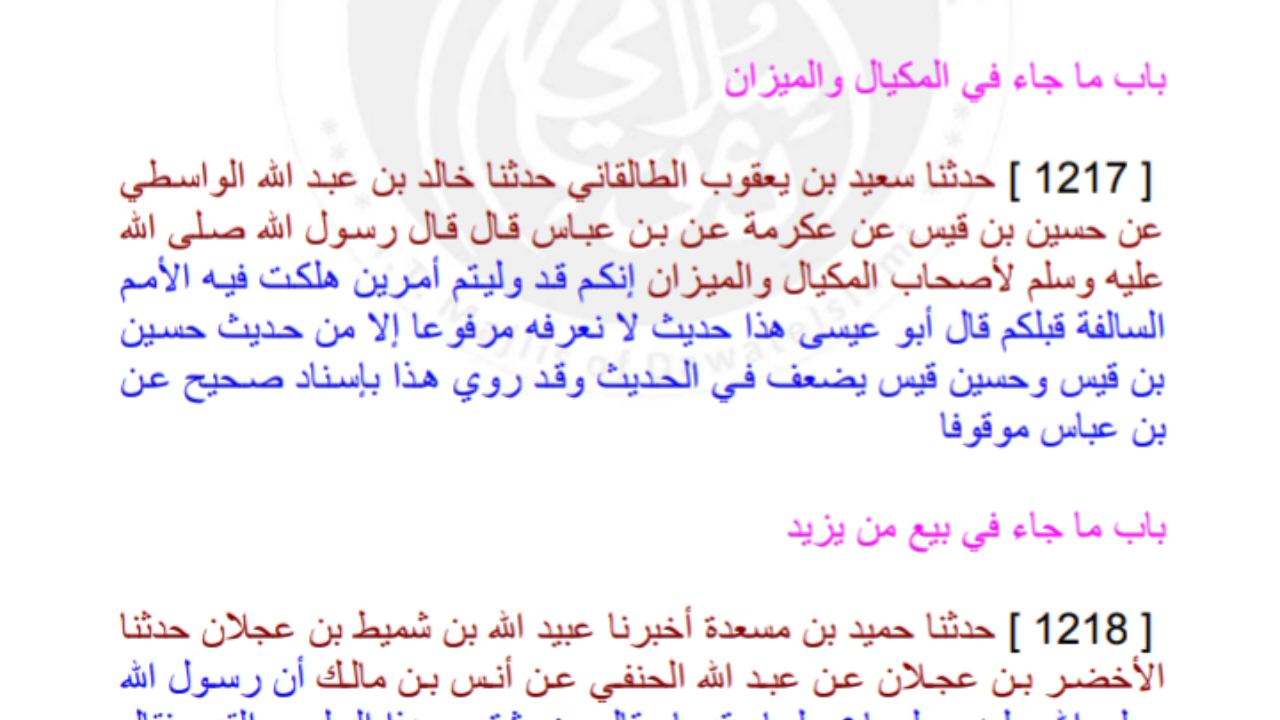 باب ما جاء في المكيال والميزان
[ 1217 ] حدثنا سعيد بن يعقوب الطالقاني حدثنا خالد بن عبد الله الواسطي
عن حسين بن قيس عن عكرمة عن بن عباس قال قال رسول الله صلى الله
عليه وسلم لأصحاب المكيال والميزان إنكم قد وليتم أمرين هلكت فيه الأمم
السالفة قبلكم قال أبو عيسى هذا حديث لا نعرفه مرفوعا إلا من حديث حسين
بن قيس وحسين قيس يضعف في الحديث وقد روي هذا بإسناد صحيح عن
بن عباس موقوفا
باب ما جاء في بيع من يزيد
[ 1218 ] حدثنا حميد بن مسعدة أخبرنا عبيد الله بن شميط بن عجلان حدثنا
الأخضر بن عجلان عن عبد الله الحنفي عن أنس بن مالك أن رسول الله